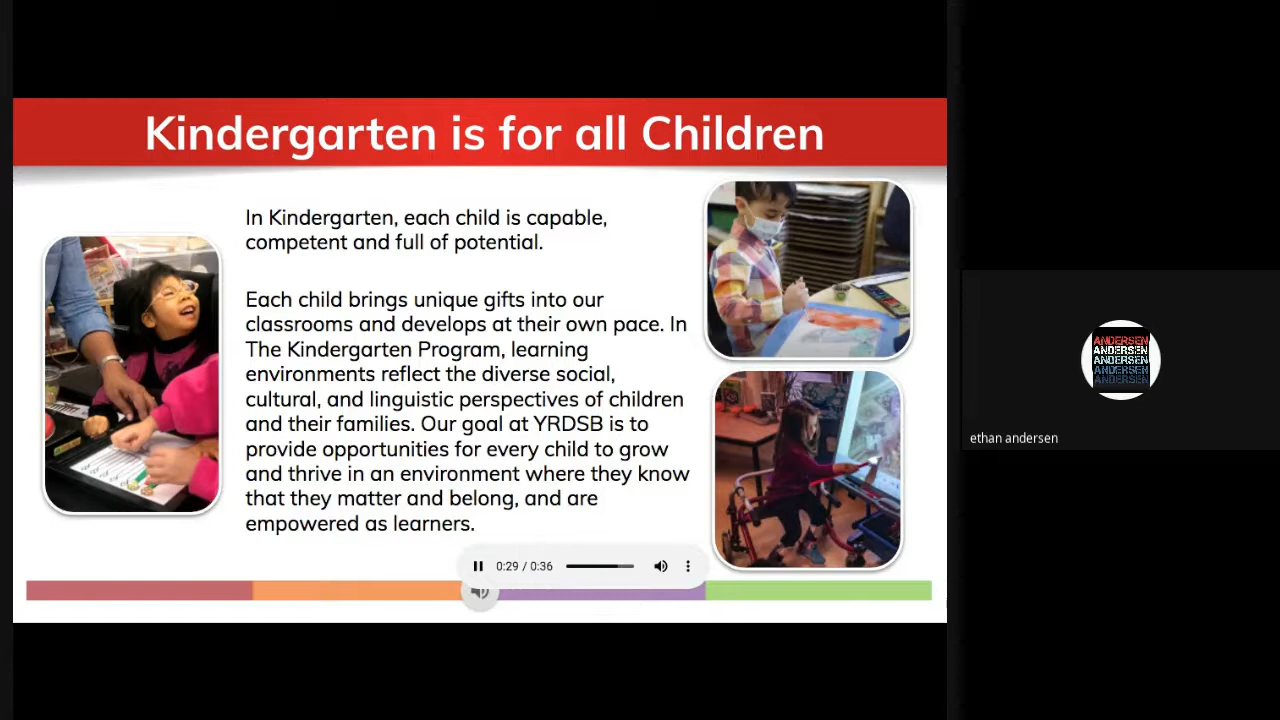 Kindergarten is for all Children
In Kindergarten, each child is capable,
competent and full of potential.
Each child brings unique gifts into our
classrooms and develops at their own pace. In
The Kindergarten Program, learning
environments reflect the diverse social,
cultural, and linguistic perspectives of children
and their families. Our goal at YRDSB is to
provide opportunities for every child to grow
and thrive in an environment where they know
that they matter and belong, and are
empowered as learners.
0:29 / 0:36
ANDERSEN
ANDERSEN
ANDERSEN
ANDERSEN
ANDERSEN
ethan andersen